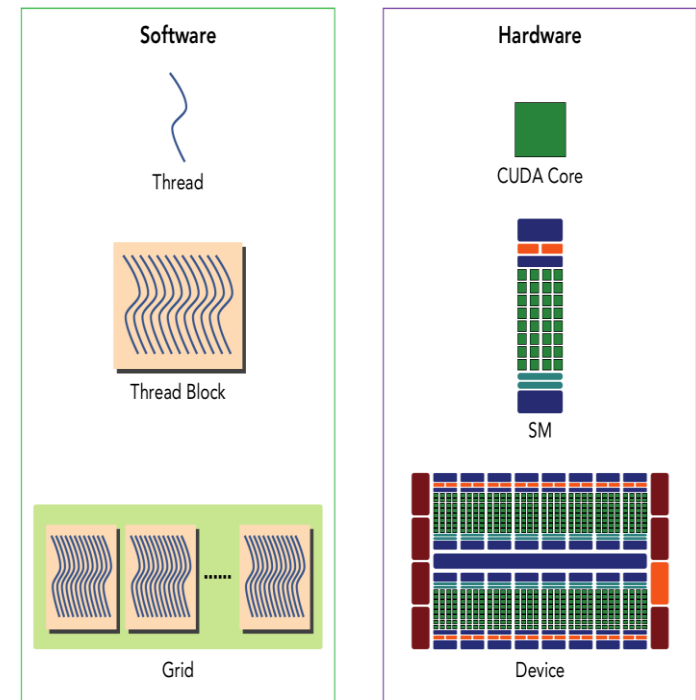 Software
Thread
Thread Block
......
Grid
Hardware
CUDA Core
SM
Device